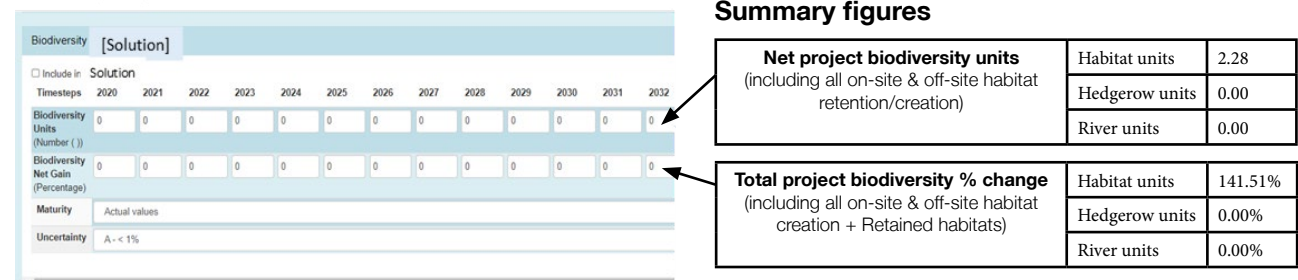 Biodiversity [Solution]
Include in Solution
Timesteps 2020 2021 2022 2023 2024 2025 2026 2027 2028 2029 2030 2031 2032
Biodiversity
Units
(Number ( ))
0 0 0 0 0 0 0 0 0 0 0 0 0
Biodiversity
Net Gain
(Percentage)
0 0 0 0 0 0 0 0 0 0 0 0 0
Maturity Actual values
Uncertainty A - < 1%
Summary figures
Net project biodiversity units
(including all on-site & off-site habitat
retention/creation)
Habitat units 2.28
Hedgerow units 0.00
River units 0.00
Total project biodiversity % change
(including all on-site & off-site habitat
creation + Retained habitats)
Habitat units 141.51%
Hedgerow units 0.00%
River units 0.00%